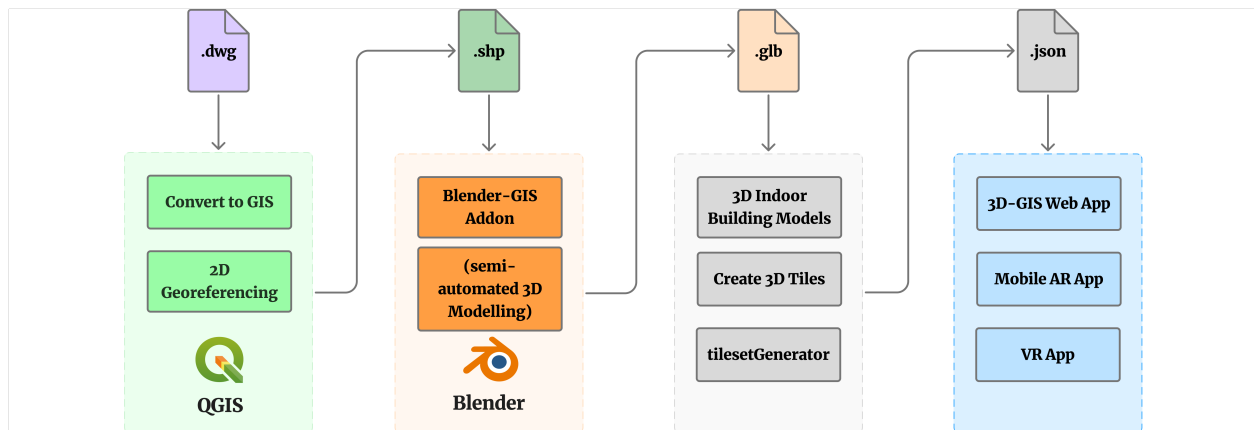 .dwg
.shp
.glb
.json
Convert to GIS
2D
Georeferencing
QGIS
Blender-GIS
Addon
(semi-
automated 3D
Modelling)
Blender
3D Indoor
Building Models
Create 3D Tiles
tilesetGenerator
3D-GIS Web App
Mobile AR App
VR App